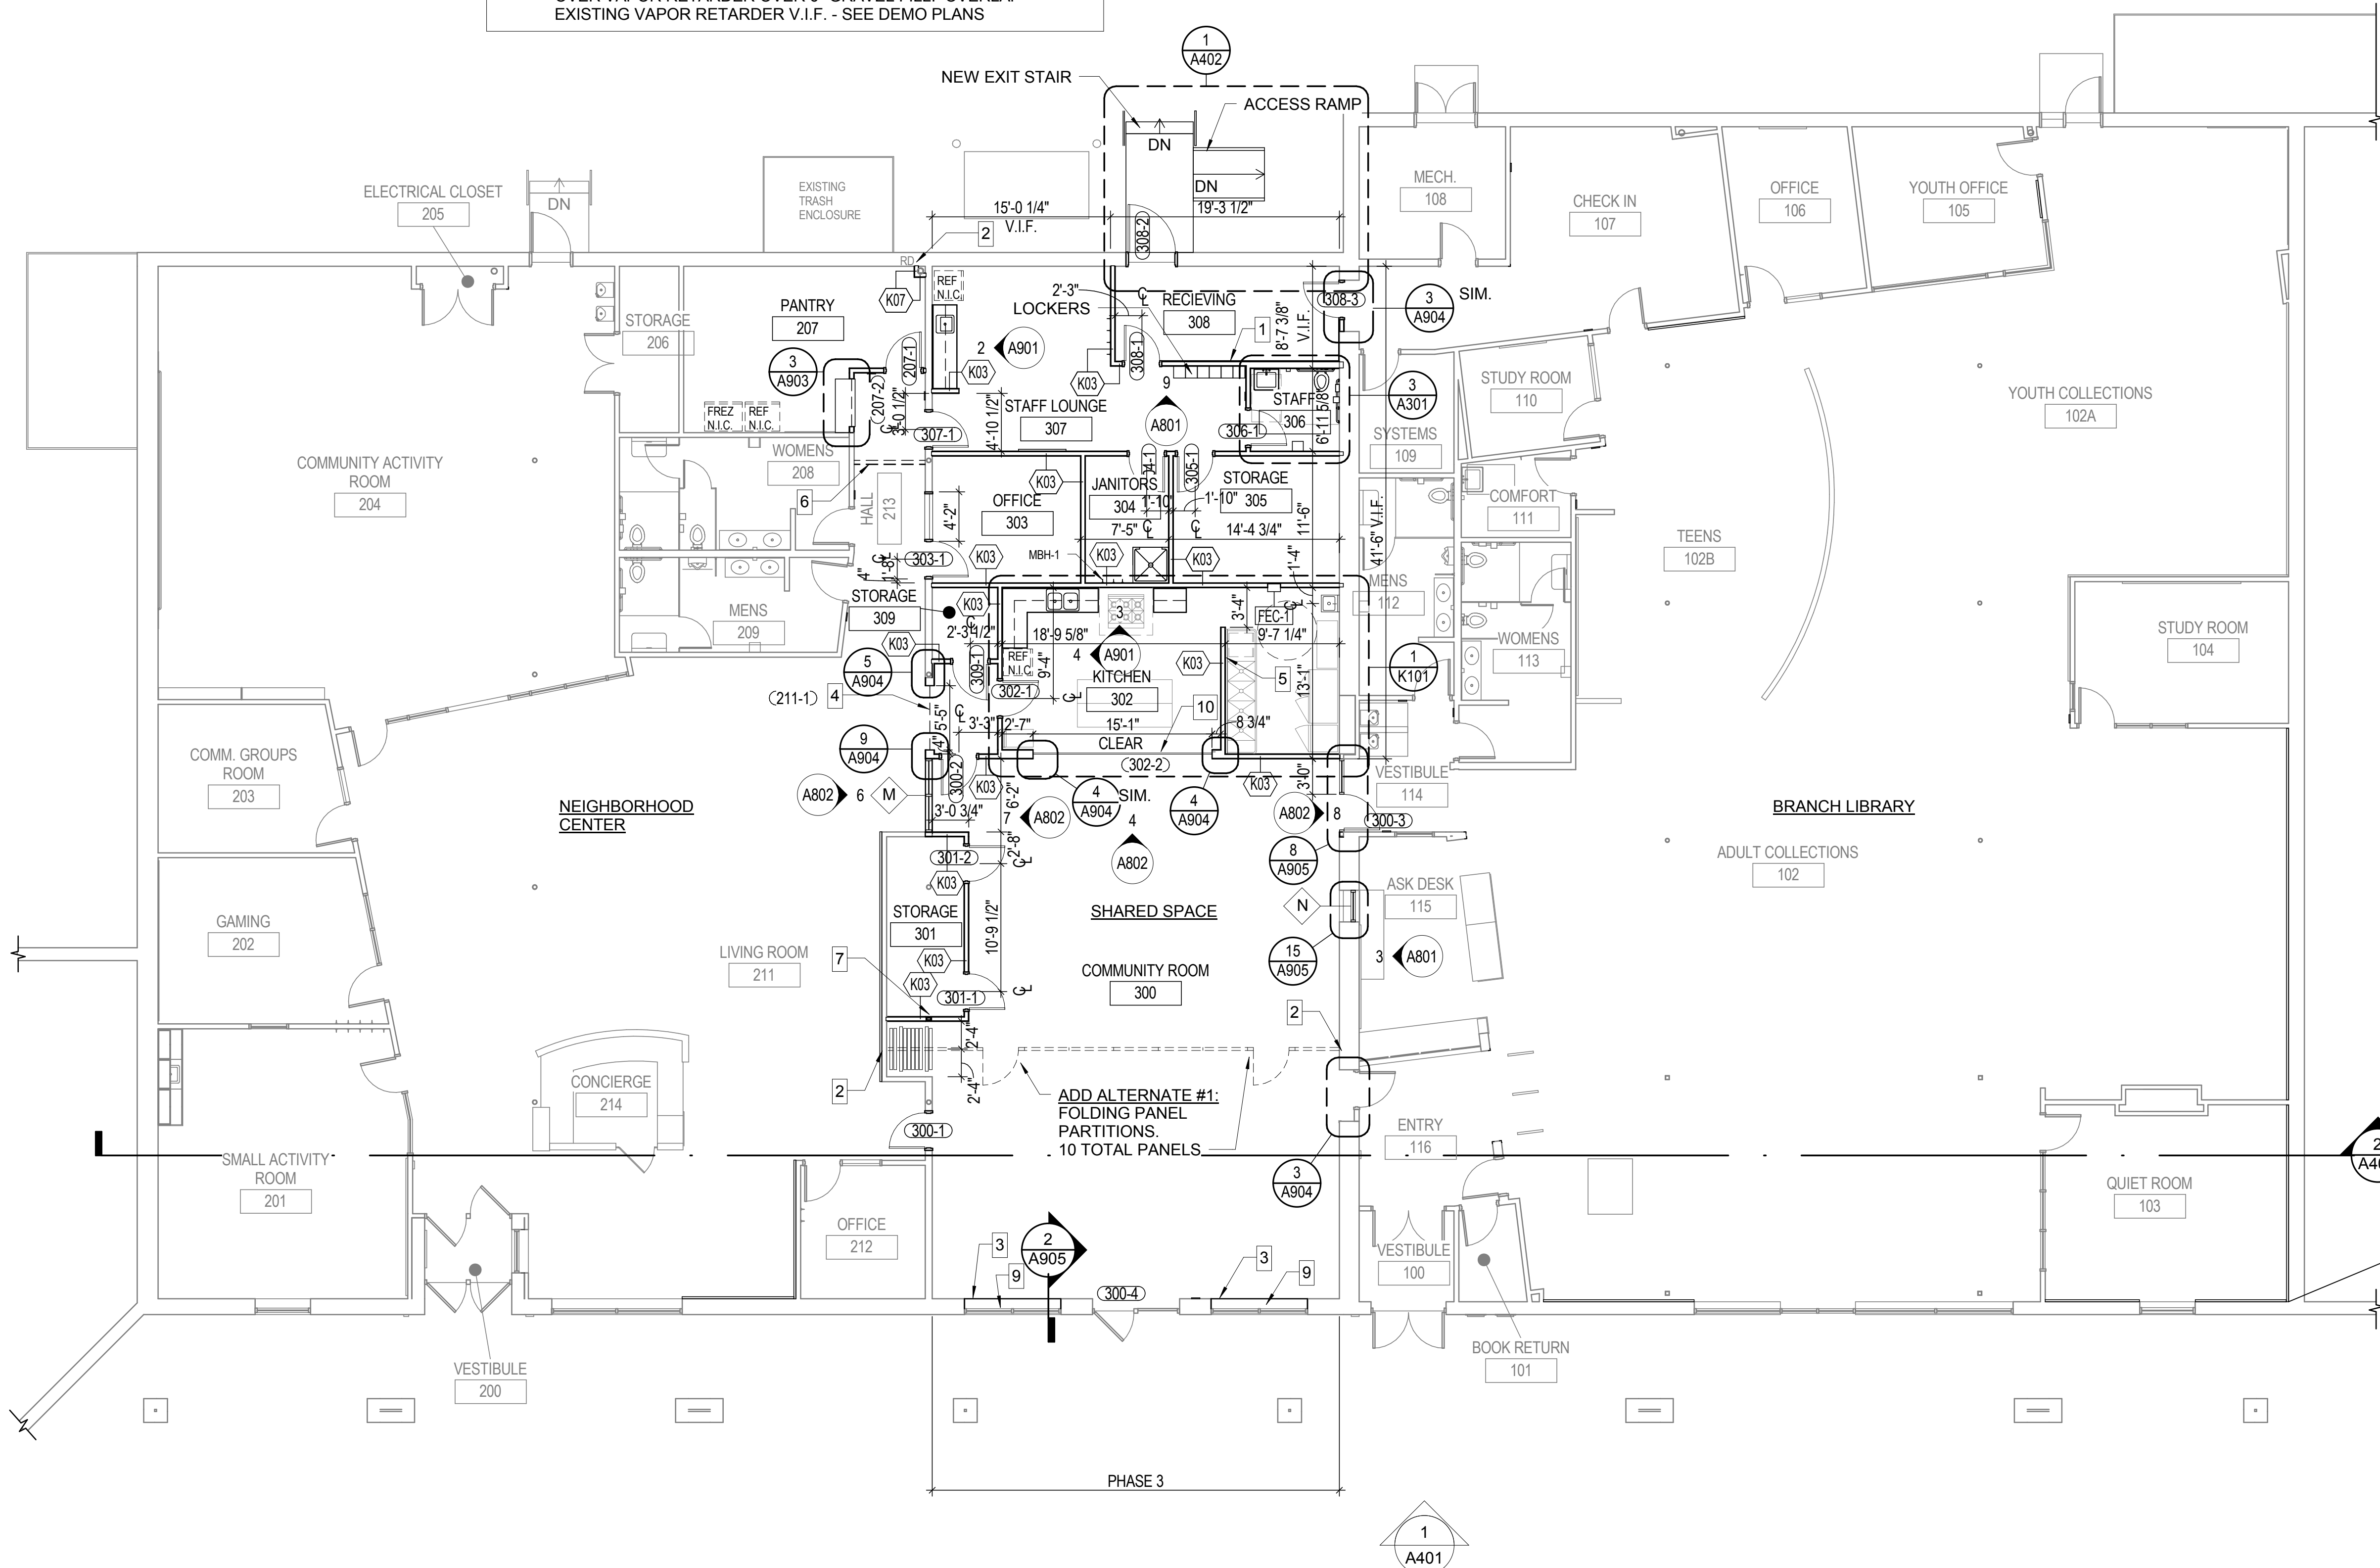 EXISTING VAPOR RETARDER V.I.F. - SEE DEMO PLANS
1
A402
NEW EXIT STAIR
ACCESS RAMP
DN
DN
15'-0 1/4"
V.I.F.
19'-3 1/2"
ELECTRICAL CLOSET
205
DN
EXISTING
TRASH
ENCLOSURE
2
RD
308-2
MECH.
108
CHECK IN
107
OFFICE
106
YOUTH OFFICE
105
STORAGE
206
PANTRY
207
K07
REF
N.I.C.
2'-3"
LOCKERS
RECIEVING
308
1
308-3
8'-7 3/8"
V.I.F.
3
A904
SIM.
3
A903
207-1
207-2
2
A901
K03
K03
308-1
9
A801
STAFF
306
306-1
6'-11 5/8"
3
A301
STUDY ROOM
110
YOUTH COLLECTIONS
102A
FREZ
N.I.C.
REF
N.I.C.
3'-0 1/2"
307-1
4'-10 1/2"
STAFF LOUNGE
307
SYSTEMS
109
COMMUNITY ACTIVITY
ROOM
204
WOMENS
208
6
HALL
213
K03
OFFICE
303
4'-2"
JANITORS
304
1'-10"
7'-5"
305-1
STORAGE
305
1'-10"
14'-4 3/4"
11'-6"
41'-6" V.I.F.
COMFORT
111
TEENS
102B
303-1
K03
MBH-1
K03
K03
4"
1'-8"
1'-4"
MENS
209
STORAGE
309
K03
K03
2'-3 1/2"
18'-9 5/8"
3
3'-4"
FEC-1
9'-7 1/4"
MENS
112
WOMENS
113
STUDY ROOM
104
5
A904
309-1
REF
N.I.C.
9'-4"
4
A901
K03
5
13'-1"
1
K101
(211-1)
4
302-1
KITCHEN
302
10
5'-5"
4"
3'-3"
2'-7"
15'-1"
CLEAR
8 3/4"
302-2
9
A904
300-2
K03
K03
3'-0"
COMM. GROUPS
ROOM
203
A802
6
M
3'-0 3/4"
6'-2"
7
A802
4
A904
SIM.
4
A802
4
A904
A802
8
300-3
VESTIBULE
114
NEIGHBORHOOD
CENTER
BRANCH LIBRARY
301-2
2'-8"
8
A905
ADULT COLLECTIONS
102
GAMING
202
K03
STORAGE
301
10'-9 1/2"
SHARED SPACE
N
ASK DESK
115
LIVING ROOM
211
7
K03
K03
301-1
COMMUNITY ROOM
300
15
A905
3
A801
2
2'-4"
2
2'-4"
CONCIERGE
214
ADD ALTERNATE #1:
FOLDING PANEL
PARTITIONS.
10 TOTAL PANELS
300-1
ENTRY
116
SMALL ACTIVITY
ROOM
201
3
A904
QUIET ROOM
103
OFFICE
212
3
2
A905
9
3
9
300-4
VESTIBULE
100
VESTIBULE
200
BOOK RETURN
101
PHASE 3
1
A401